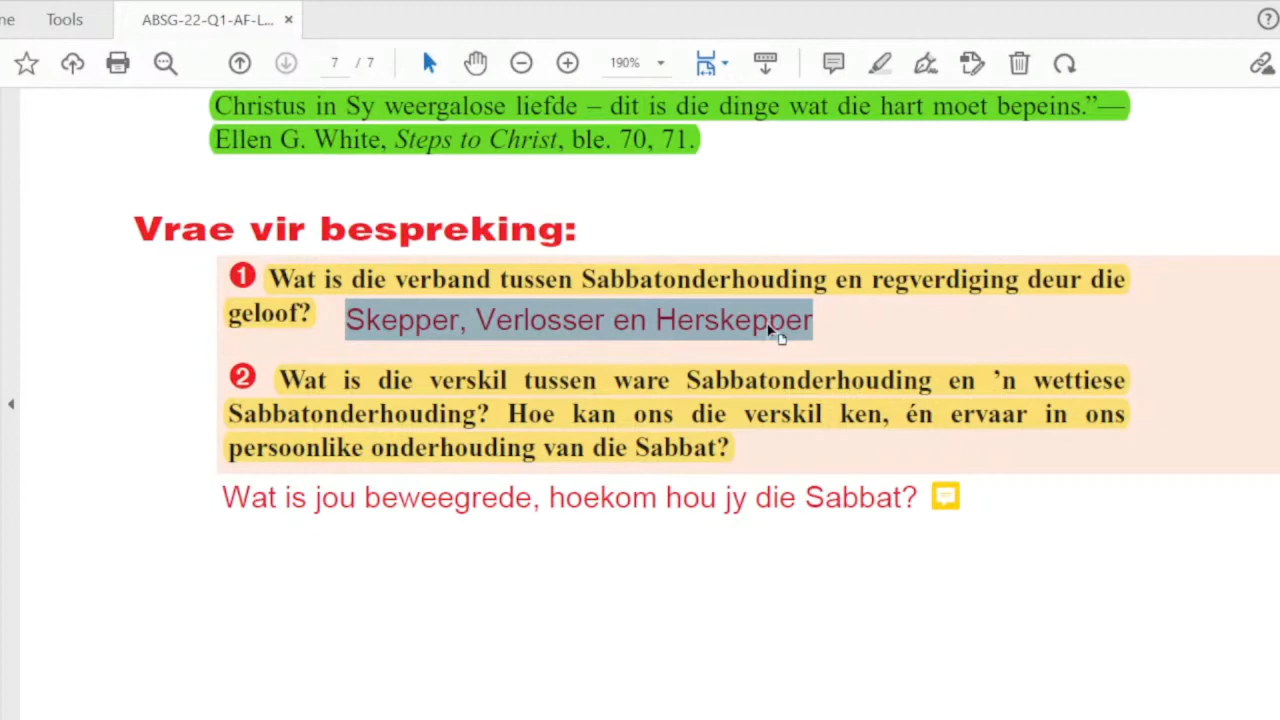 ne
Tools
ABSG-22-Q1-AF-L... ×
7 / 7
190%
Christus in Sy weergalose liefde – dit is die dinge wat die hart moet bepeins.”—
Ellen G. White, Steps to Christ, ble. 70, 71.
Vrae vir bespreking:
1 Wat is die verband tussen Sabbatonderhouding en regverdiging deur die
geloof? Skepper, Verlosser en Herskepper
2 Wat is die verskil tussen ware Sabbatonderhouding en ’n wettiese
Sabbatonderhouding? Hoe kan ons die verskil ken, én ervaar in ons
persoonlike onderhouding van die Sabbat?
Wat is jou beweegrede, hoekom hou jy die Sabbat?